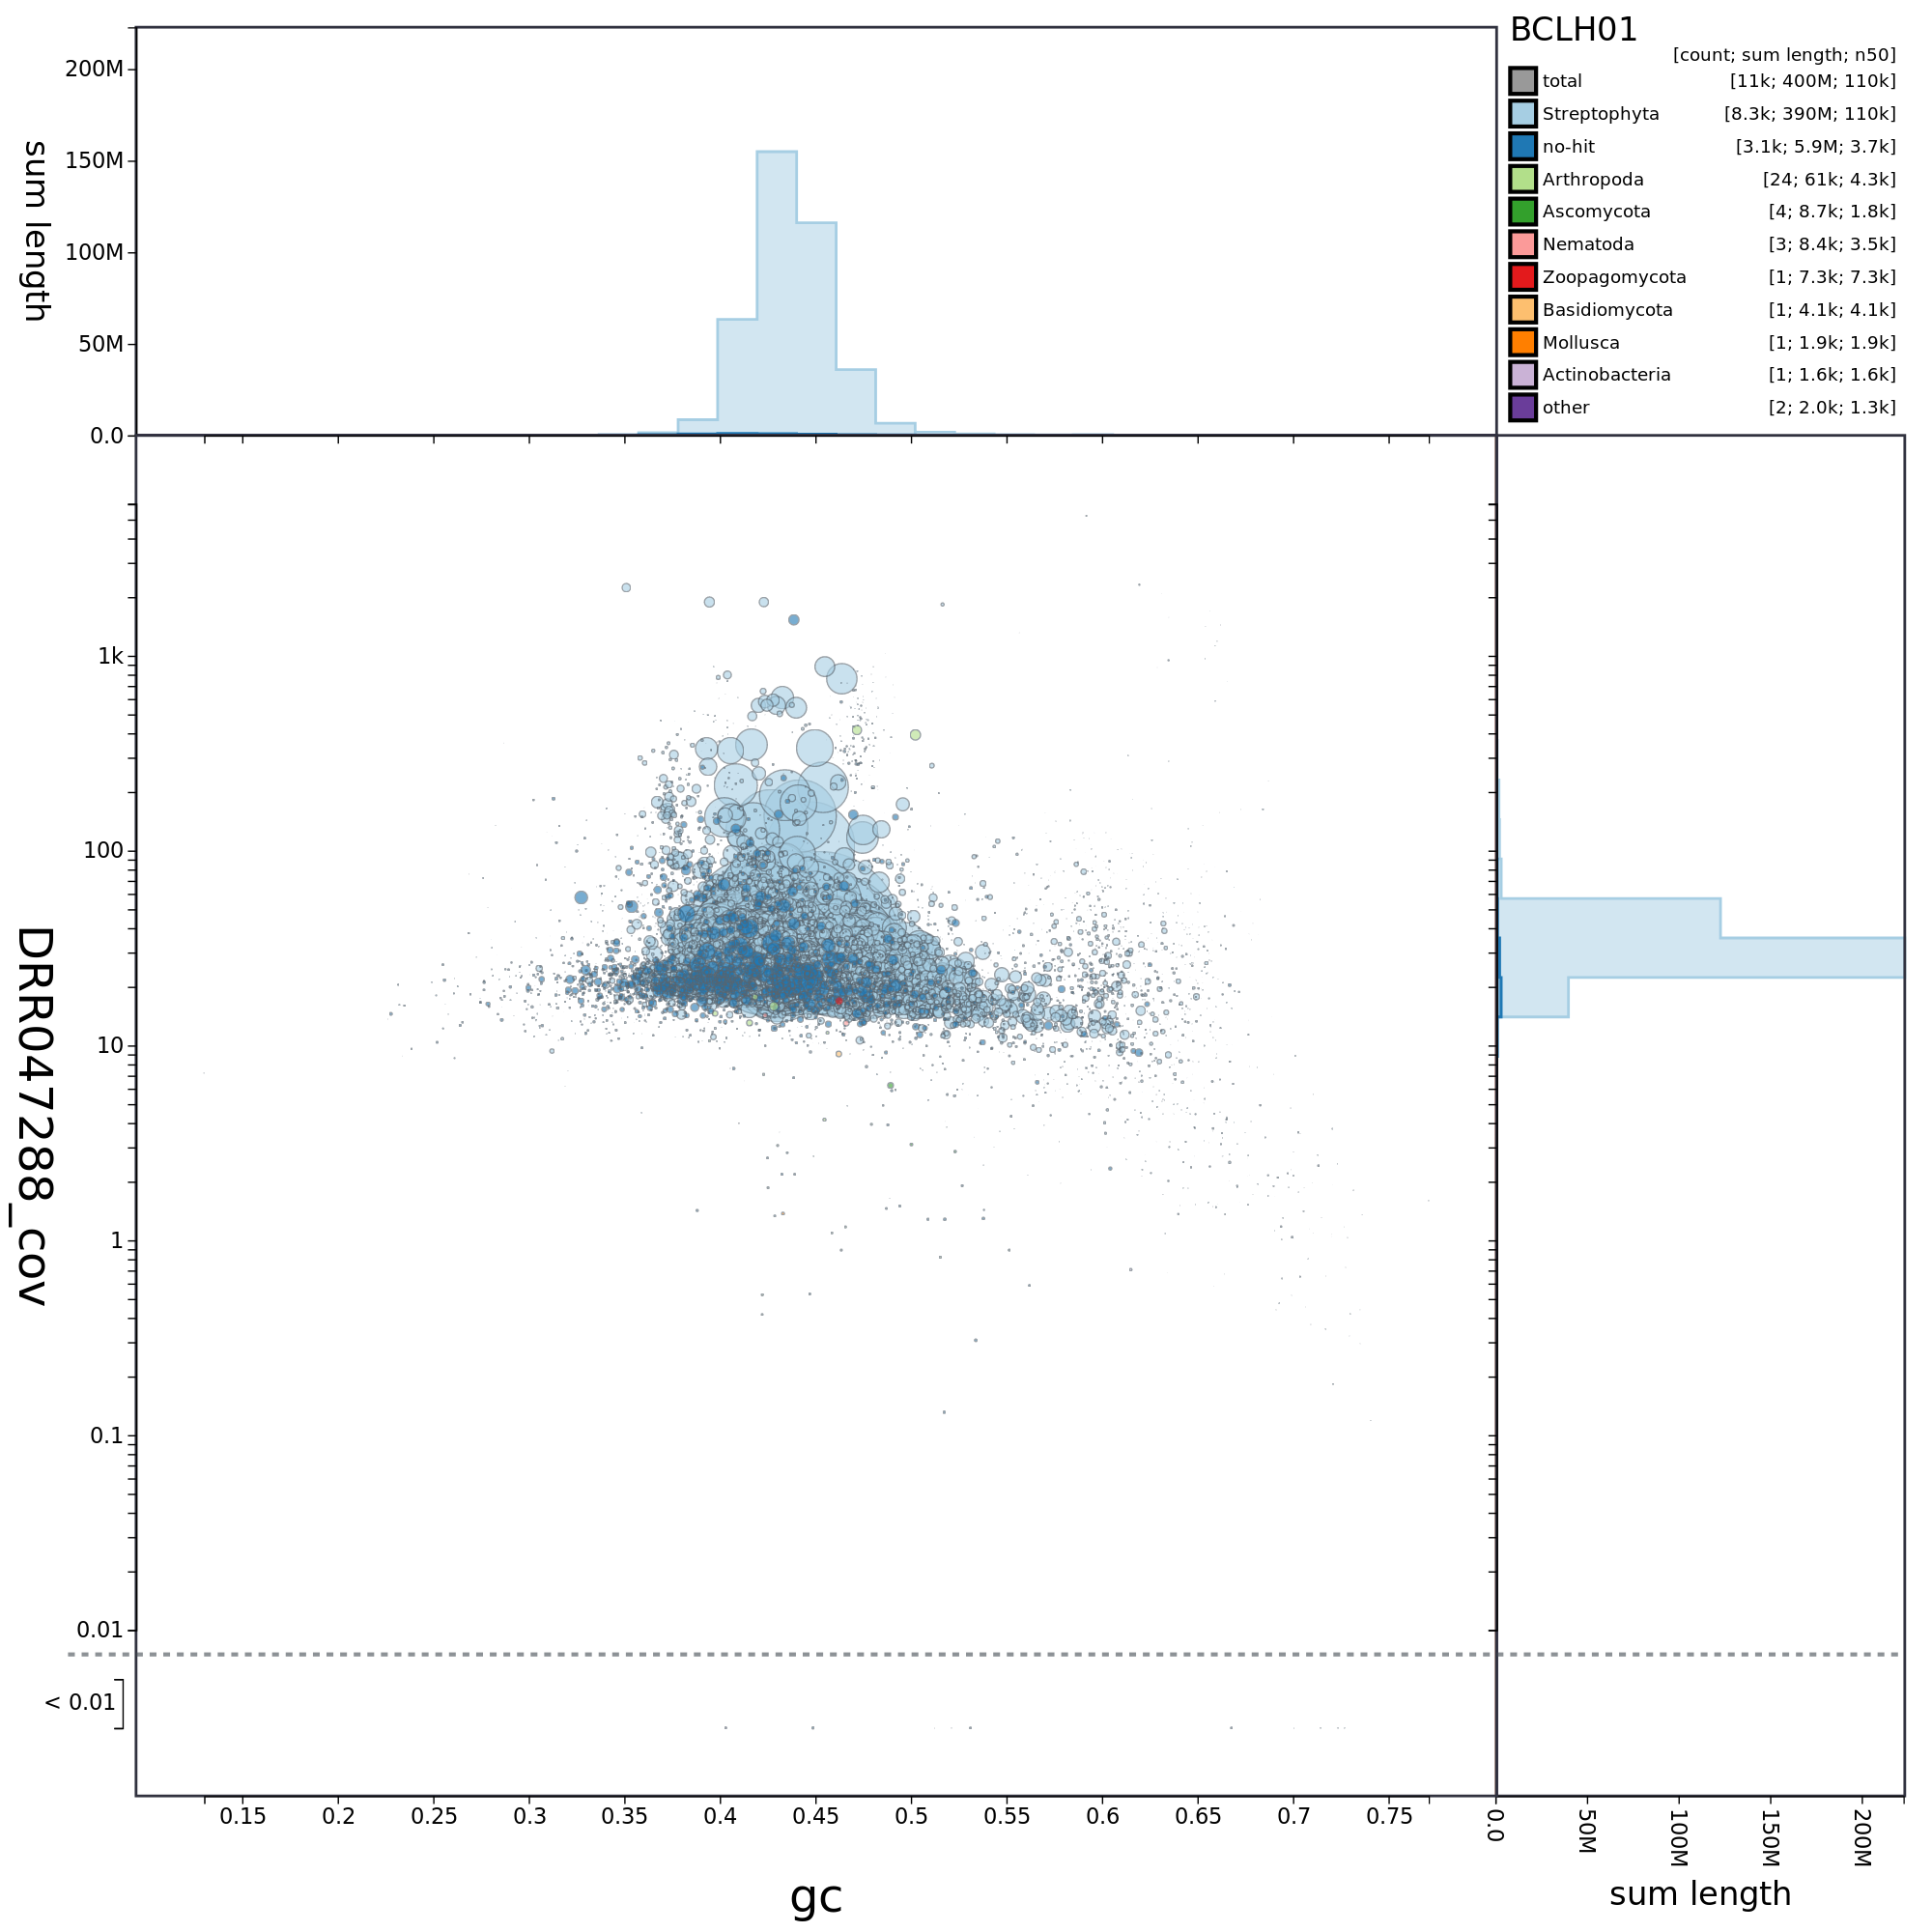 BCLH01
[count; sum length; n50]
total [11k; 400M; 110k]
Streptophyta [8.3k; 390M; 110k]
no-hit [3.1k; 5.9M; 3.7k]
Arthropoda [24; 61k; 4.3k]
Ascomycota [4; 8.7k; 1.8k]
Nematoda [3; 8.4k; 3.5k]
Zoopagomycota [1; 7.3k; 7.3k]
Basidiomycota [1; 4.1k; 4.1k]
Mollusca [1; 1.9k; 1.9k]
Actinobacteria [1; 1.6k; 1.6k]
other [2; 2.0k; 1.3k]
sum length
200M
150M
100M
50M
0.0
DRR047288_cov
1k
100
10
1
0.1
0.01
< 0.01
0.15 0.2 0.25 0.3 0.35 0.4 0.45 0.5 0.55 0.6 0.65 0.7 0.75
gc
0.0 50M 100M 150M 200M
sum length